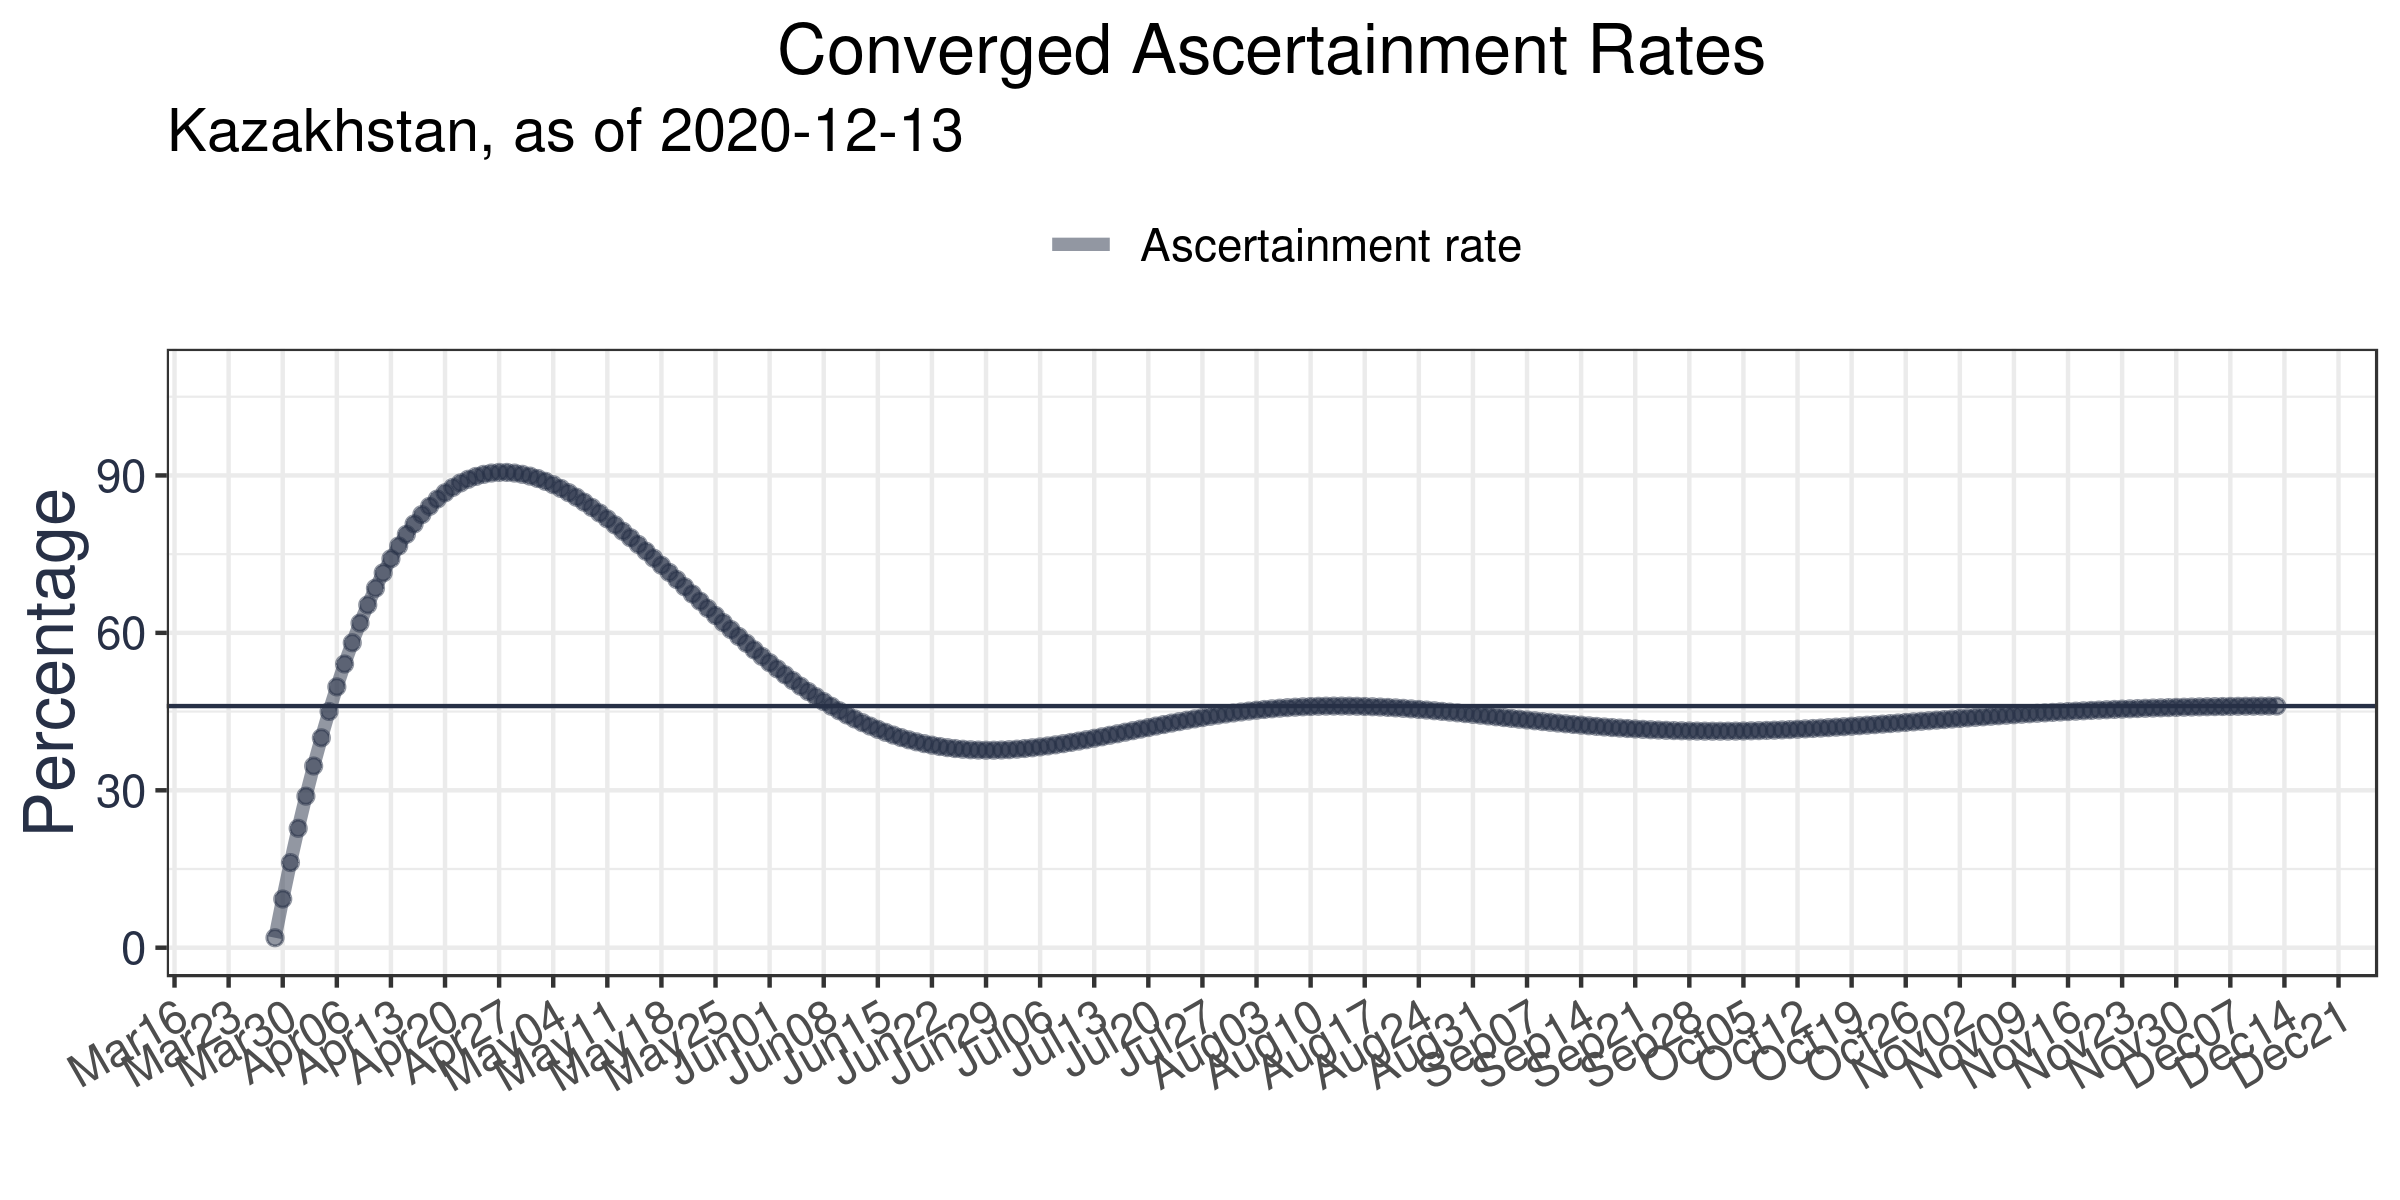 Converged Ascertainment Rates
Kazakhstan, as of 2020-12-13
Ascertainment rate
Percentage
90
60
30
0
Mar16
Mar23
Mar30
Apr06
Apr13
Apr20
Apr27
May04
May11
May18
May25
Jun01
Jun08
Jun15
Jun22
Jun29
Jul06
Jul13
Jul20
Jul27
Aug03
Aug10
Aug17
Aug24
Aug31
Sep07
Sep14
Sep21
Sep28
Oct05
Oct12
Oct19
Oct26
Nov02
Nov09
Nov16
Nov23
Nov30
Dec07
Dec14
Dec21